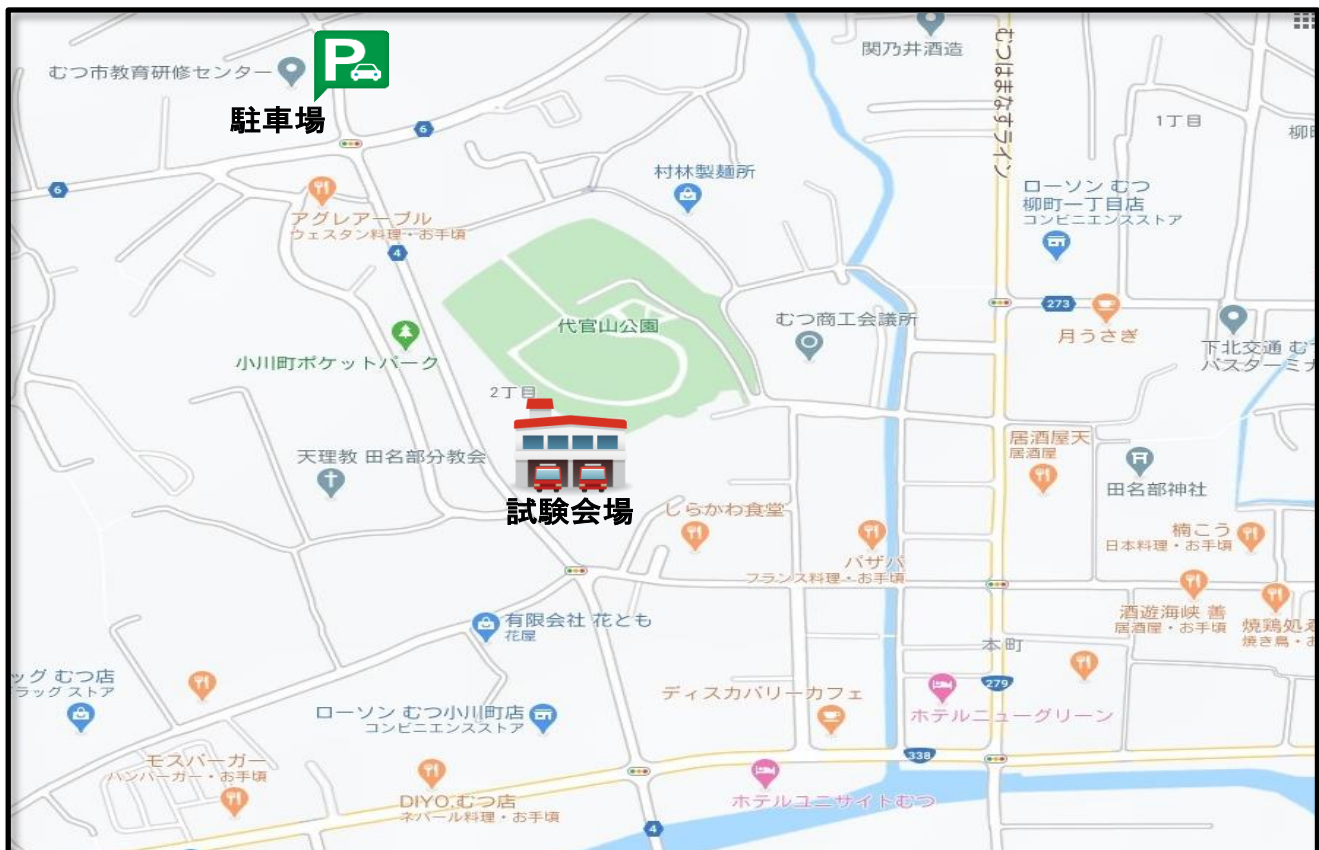 むつ市教育研修センター
P
駐車場
6
6
関乃井酒造
むつはまなすライン
1丁目
柳
村林製麺所
ローソン むつ
柳町一丁目店
コンビニエンスストア
アグレアーブル
ウェスタン料理・お手頃
4
273
代官山公園
むつ商工会議所
月うさぎ
下北交通 む
バスターミナ
小川町ポケットパーク
2丁目
天理教 田名部分教会
試験会場
居酒屋天
居酒屋
田名部神社
しらかわ食堂
楠こう
日本料理・お手頃
バザバ
フランス料理・お手頃
有限会社 花とも
花屋
酒遊海峡 善
居酒屋・お手頃
焼鶏処
焼き鳥・お
本町
279
ッグ むつ店
ラッグ ストア
ディスカバリーカフェ
ローソン むつ小川町店
コンビニエンスストア
ホテルニューグリーン
338
モスバーガー
ハンバーガー・お手頃
DIYO,むつ店
ネパール料理・お手頃
ホテルユニサイトむつ
4